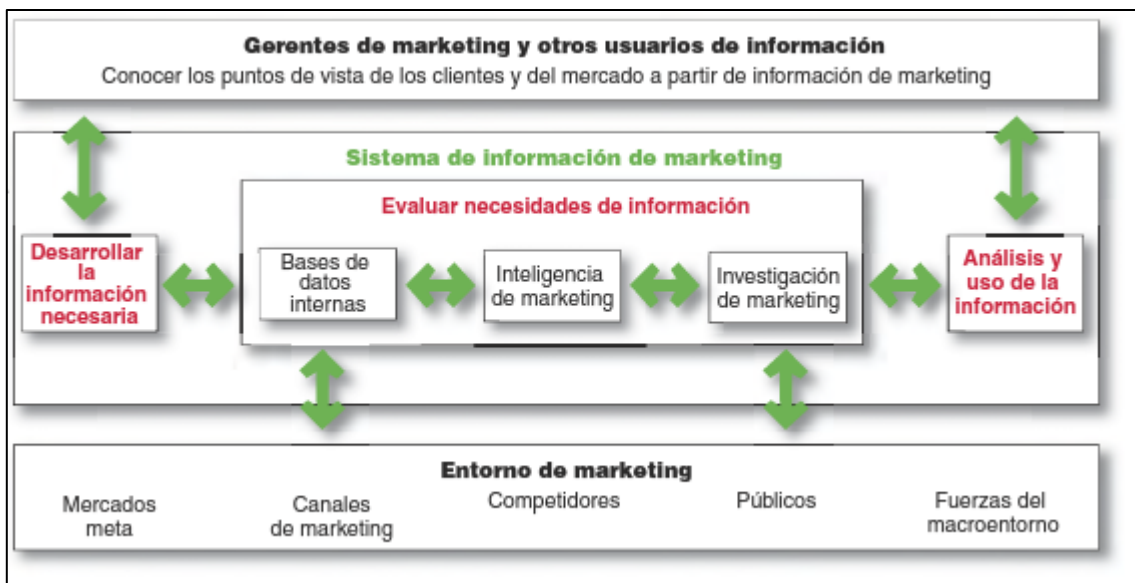 Gerentes de marketing y otros usuarios de información
Conocer los puntos de vista de los clientes y del mercado a partir de información de marketing
Sistema de información de marketing
Evaluar necesidades de información
Desarrollar
la
información
necesaria
Bases de
datos
internas
Inteligencia
de marketing
Investigación
de marketing
Análisis y
uso de la
información
Entorno de marketing
Mercados
meta
Canales
de marketing
Competidores
Públicos
Fuerzas del
macroentorno